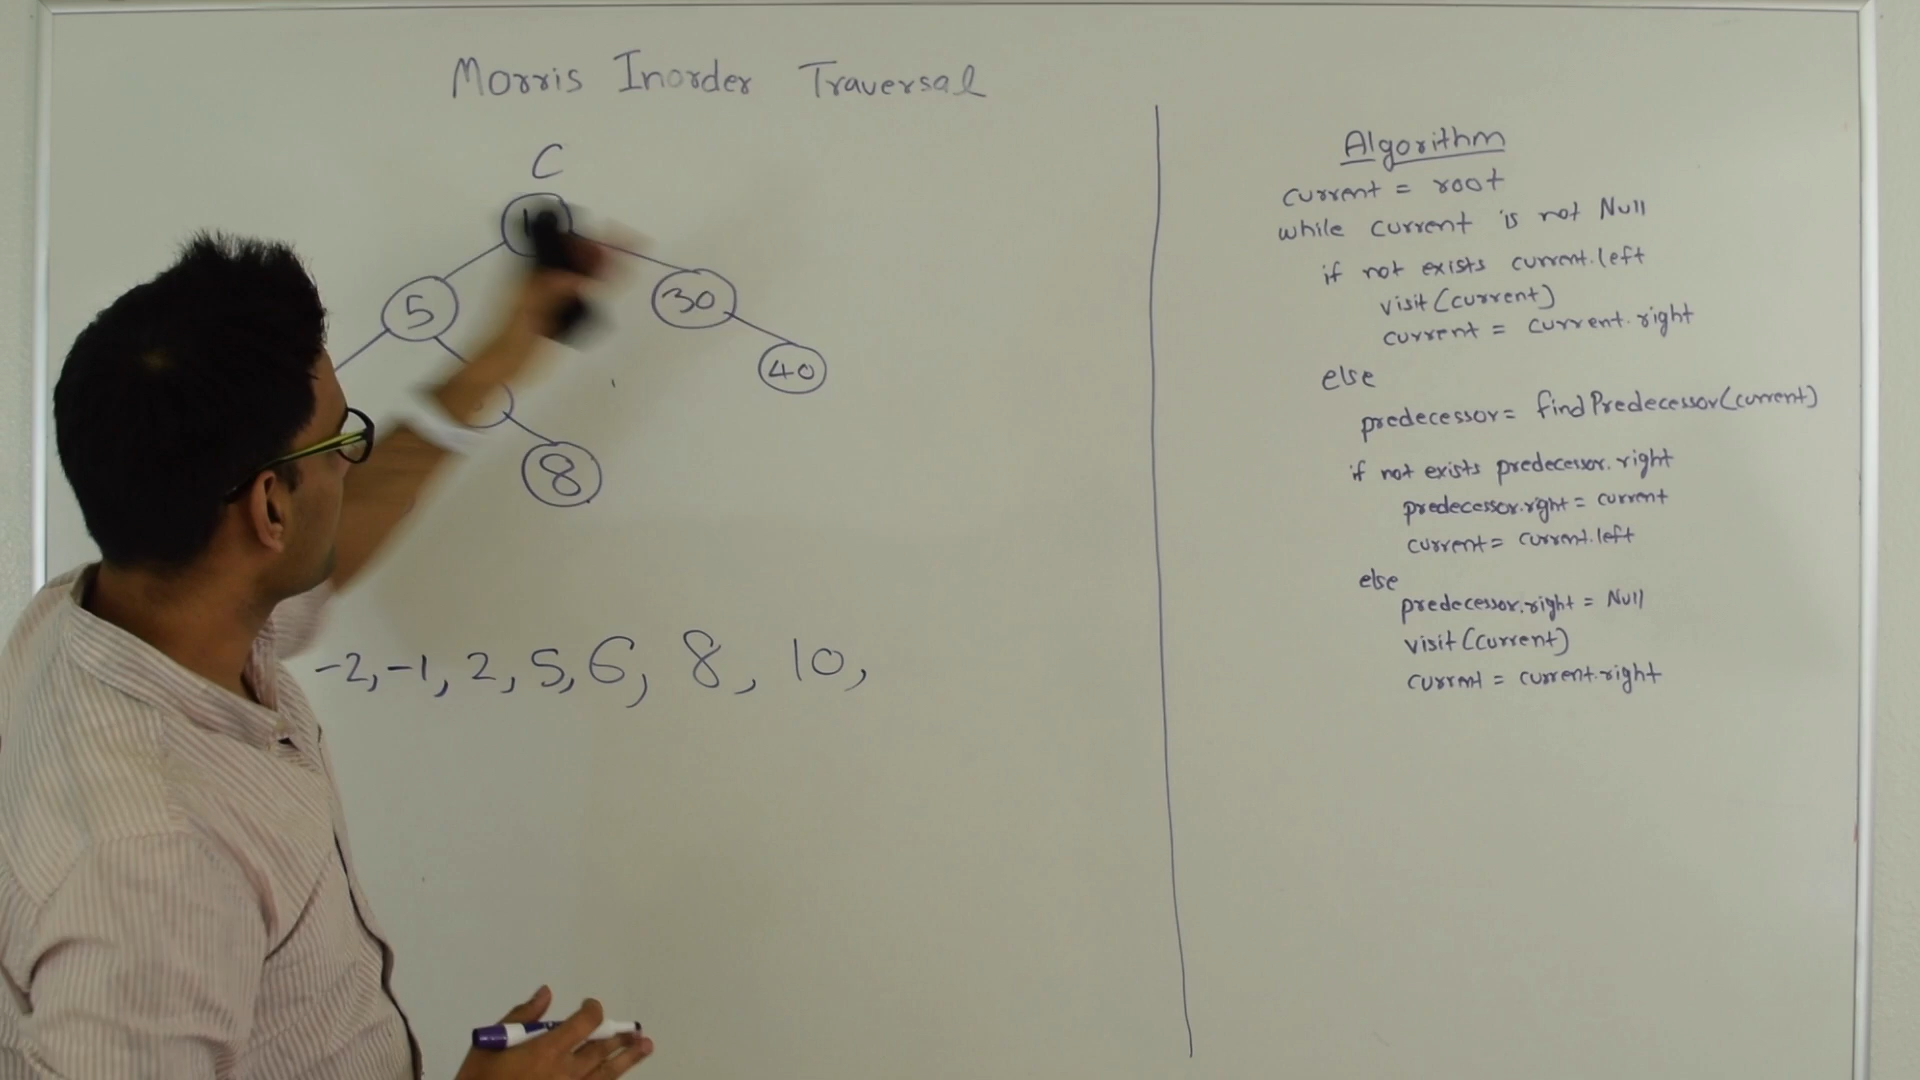 Morris Inorder Traversal
C
5
30
40
8
-2, -1, 2, 5, 6, 8, 10,
Algorithm
current = root
while current is not Null
if not exists current.left
visit(current)
current = current.right
else
predecessor = findPredecessor(current)
if not exists predecessor.right
predecessor.right = current
current = current.left
else
predecessor.right = Null
visit(current)
current = current.right